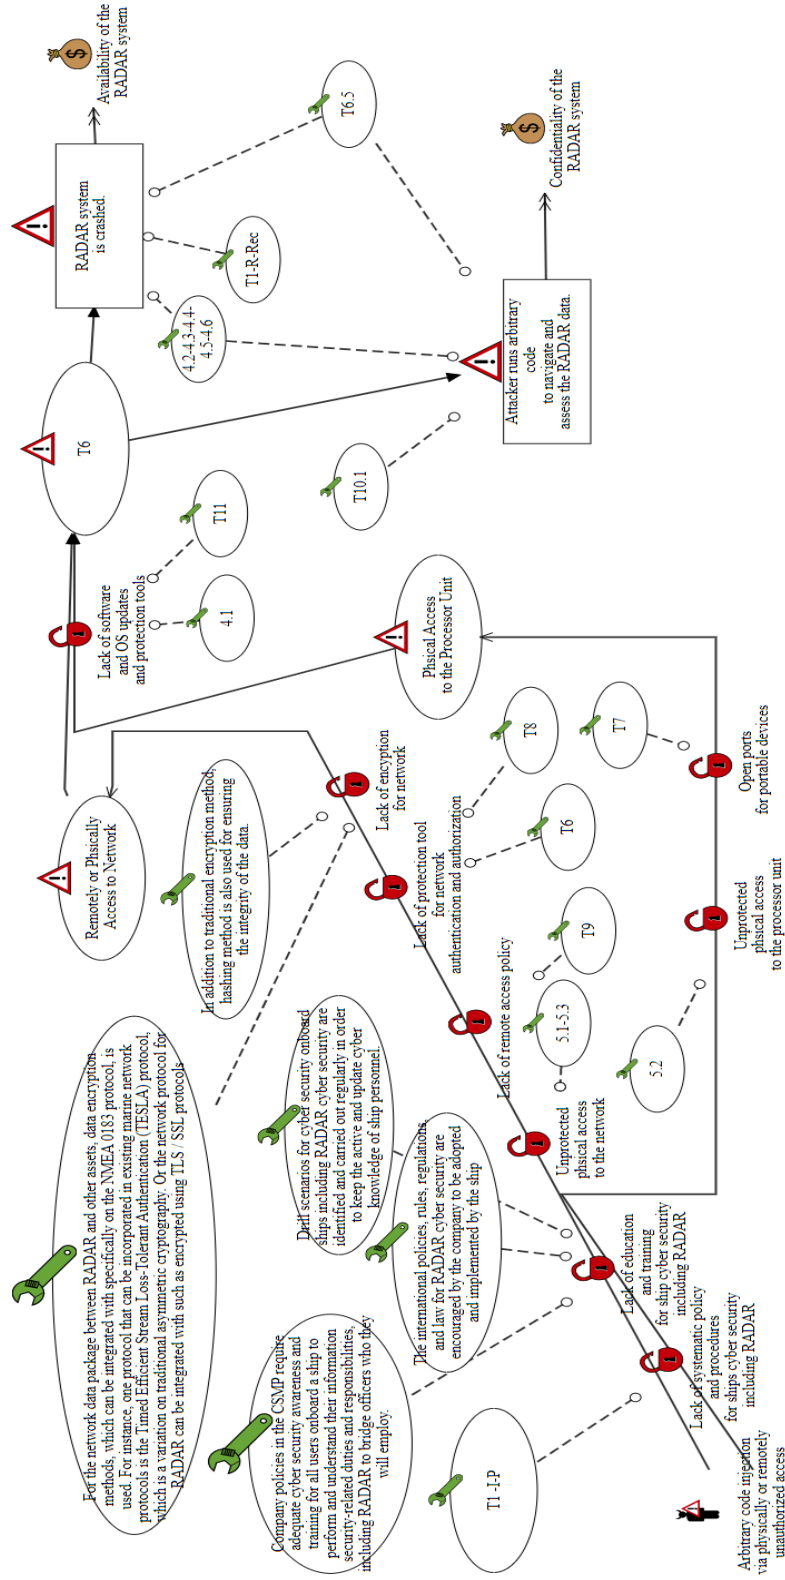 Availability of the
RADAR system
RADAR system
is crashed.
T6.5
T1-R-Rec
4.2-4.3-4.4-
4.5-4.6
Confidentiality of the
RADAR system
Attacker runs arbitrary
code
to navigate and
assess the RADAR data.
T6
T10.1
T11
4.1
Lack of software
and OS updates
and protection tools
Phsical Access
to the Processor Unit
Remotely or Phsically
Access to Network
In addition to traditional encryption method,
hashing method is also used for ensuring
the integrity of the data.
Lack of encyption
for network
Lack of protection tool
for network
authentication and authorization
T8
T7
T6
T9
5.1-5.3
5.2
Open ports
for portable devices
Unprotected
phsical access
to the processor unit
Lack of remote access policy
Unprotected
phsical access
to the network
For the network data package between RADAR and other assets, data encryption
methods, which can be integrated with specifically on the NMEA 0183 protocol, is
used. For instance, one protocol that can be incorporated in existing marine network
protocols is the Timed Efficient Stream Loss-Tolerant Authentication (TESLA) protocol,
which is a variation on traditional asymmetric cryptography. Or the network protocol for
RADAR can be integrated with such as encrypted using TLS / SSL protocols
Drill scenarios for cyber security onboard
ships including RADAR cyber security are
identified and carried out regularly in order
to keep the active and update cyber
knowledge of ship personnel.
The international policies, rules, regulations,
and law for RADAR cyber security are
encouraged by the company to be adopted
and implemented by the ship
Company policies in the CSMP require
adequate cyber security awareness and
training for all users onboard a ship to
perform and understand their information
security-related duties and responsibilities,
including RADAR to bridge officers who they
will employ.
T1 -I-P
Lack of education
and training
for ship cyber security
including RADAR
Lack of systematic policy
and procedures
for ships cyber security
including RADAR
Arbitrary code injection
via physically or remotely
unauthorized access